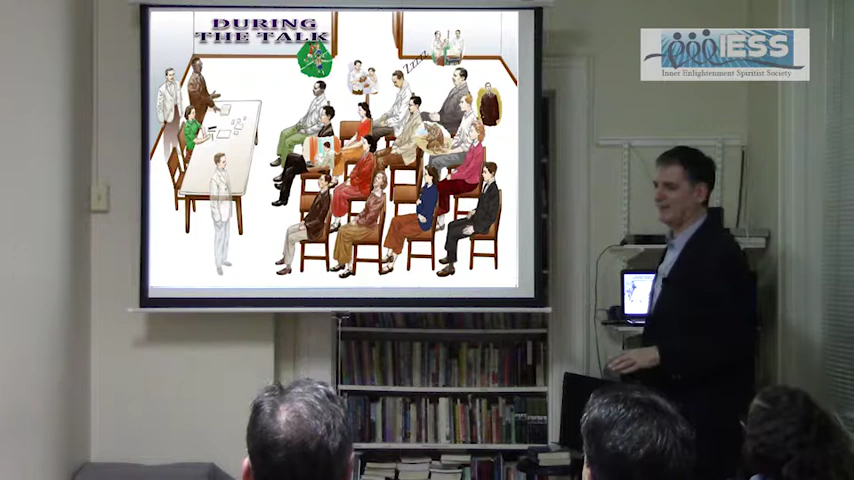 DURING
THE TALK
IESS
Inner Enlightenment Spiritist Society
zzzz